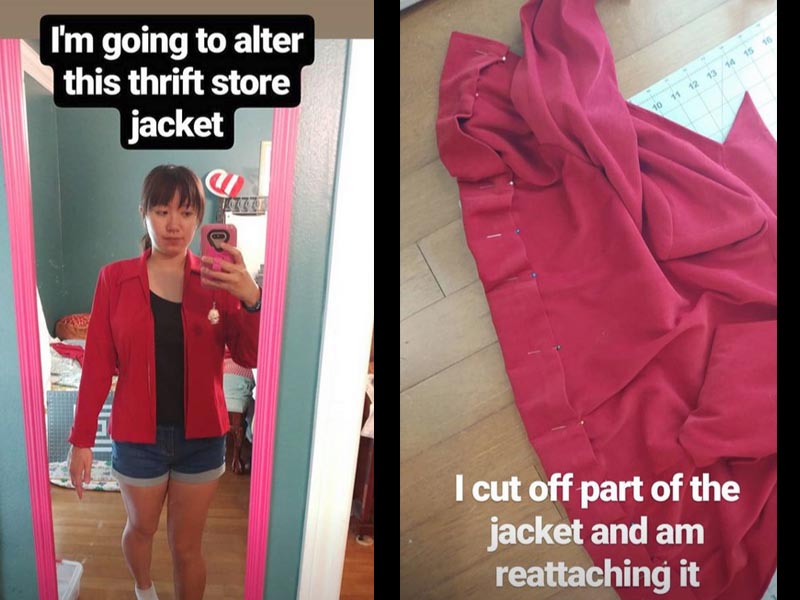 I'm going to alter
this thrift store
jacket
10 11 12 13 14 15 16
I cut off part of the
jacket and am
reattaching it